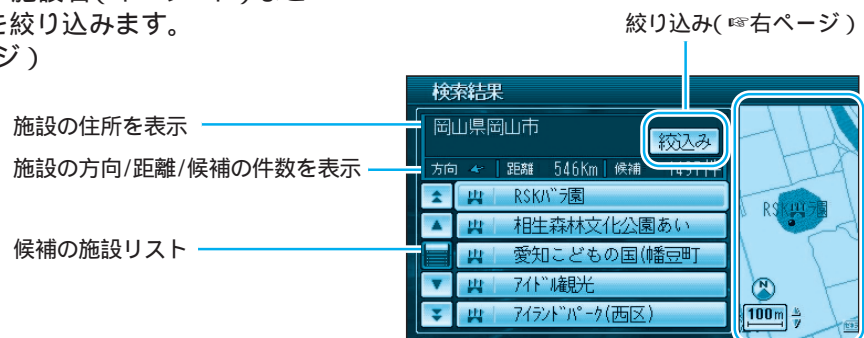 を絞り込みます。
絞り込み(☞右ページ)
ジ)
検索結果
施設の住所を表示
岡山県岡山市
絞込み
施設の方向/距離/候補の件数を表示
方向 距離 546Km 候補
RSKバラ園
相生森林文化公園あい
候補の施設リスト
愛知こどもの国(幡豆町
アイドル観光
アイランドパーク(西区)
RSKバラ園
N
100m